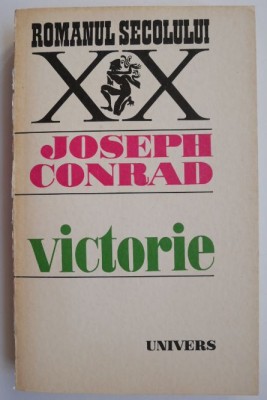 ROMANUL SECOLULUI
XX
JOSEPH
CONRAD
victorie
UNIVERS